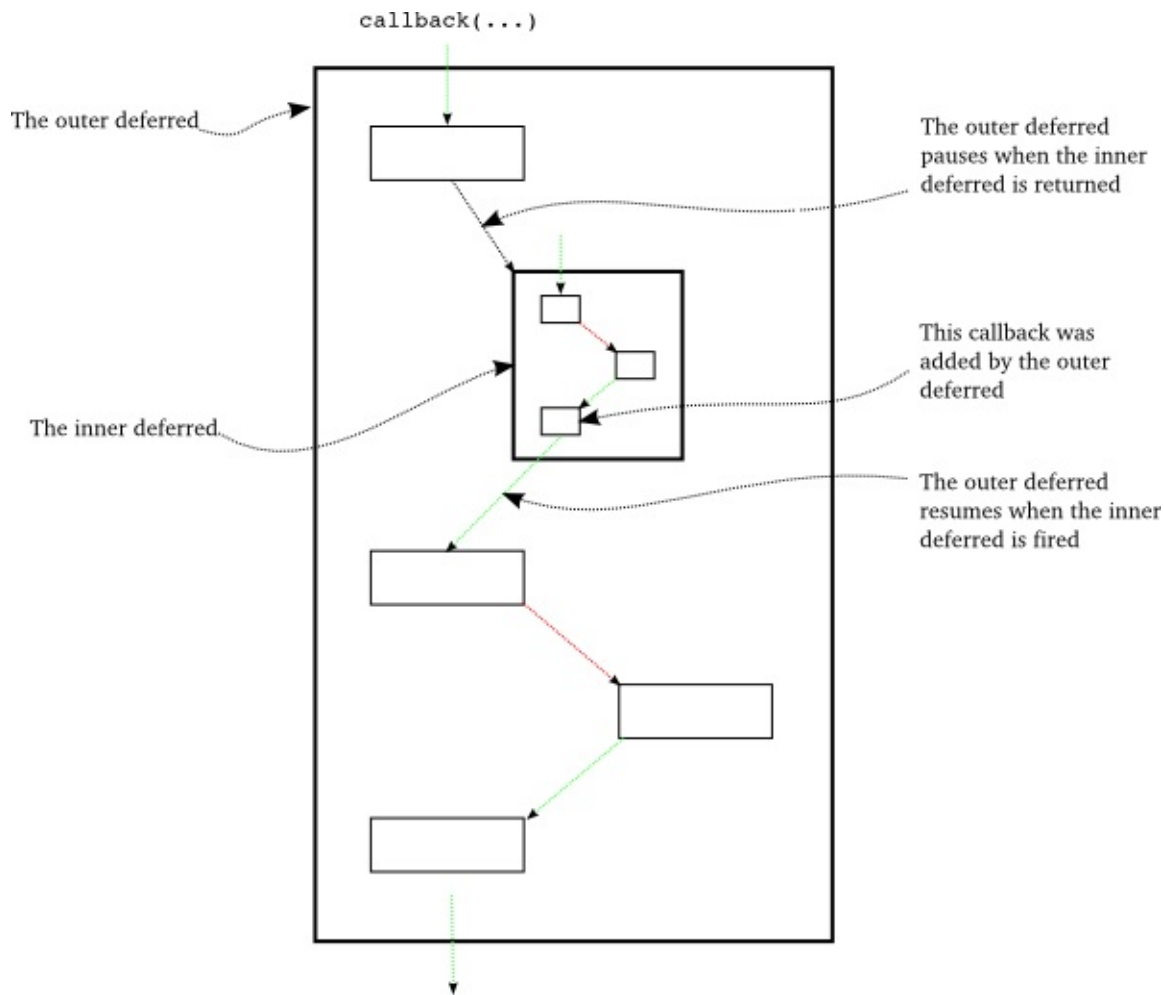 callback(...)
The outer deferred
The outer deferred
pauses when the inner
deferred is returned
This callback was
added by the outer
deferred
The inner deferred
The outer deferred
resumes when the inner
deferred is fired